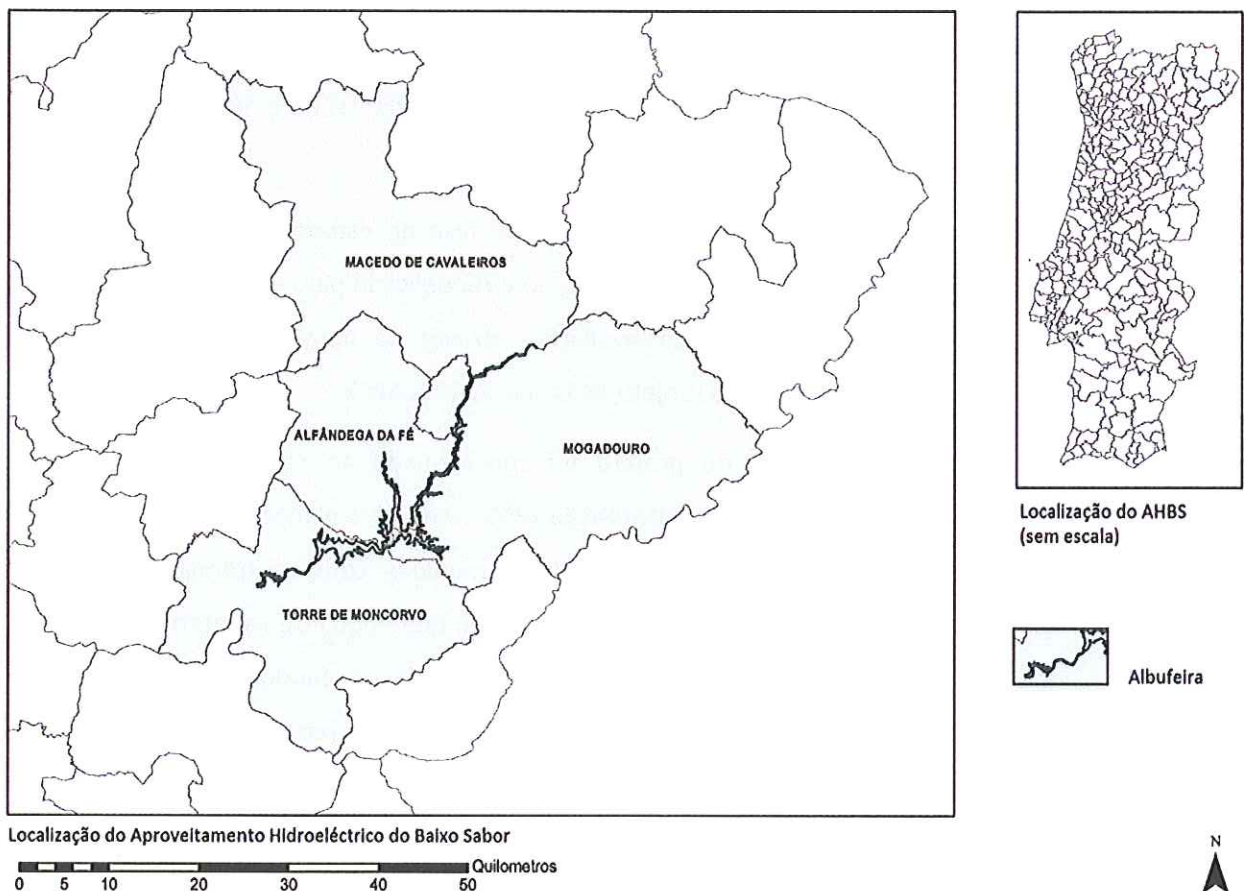 MACEDO DE CAVALEIROS
ALFÂNDEGA DA FÉ
MOGADOURO
TORRE DE MONCORVO
Localização do AHBS
(sem escala)
Albufeira
Localização do Aproveitamento Hidroeléctrico do Baixo Sabor
Quilometros
0 5 10 20 30 40 50
N